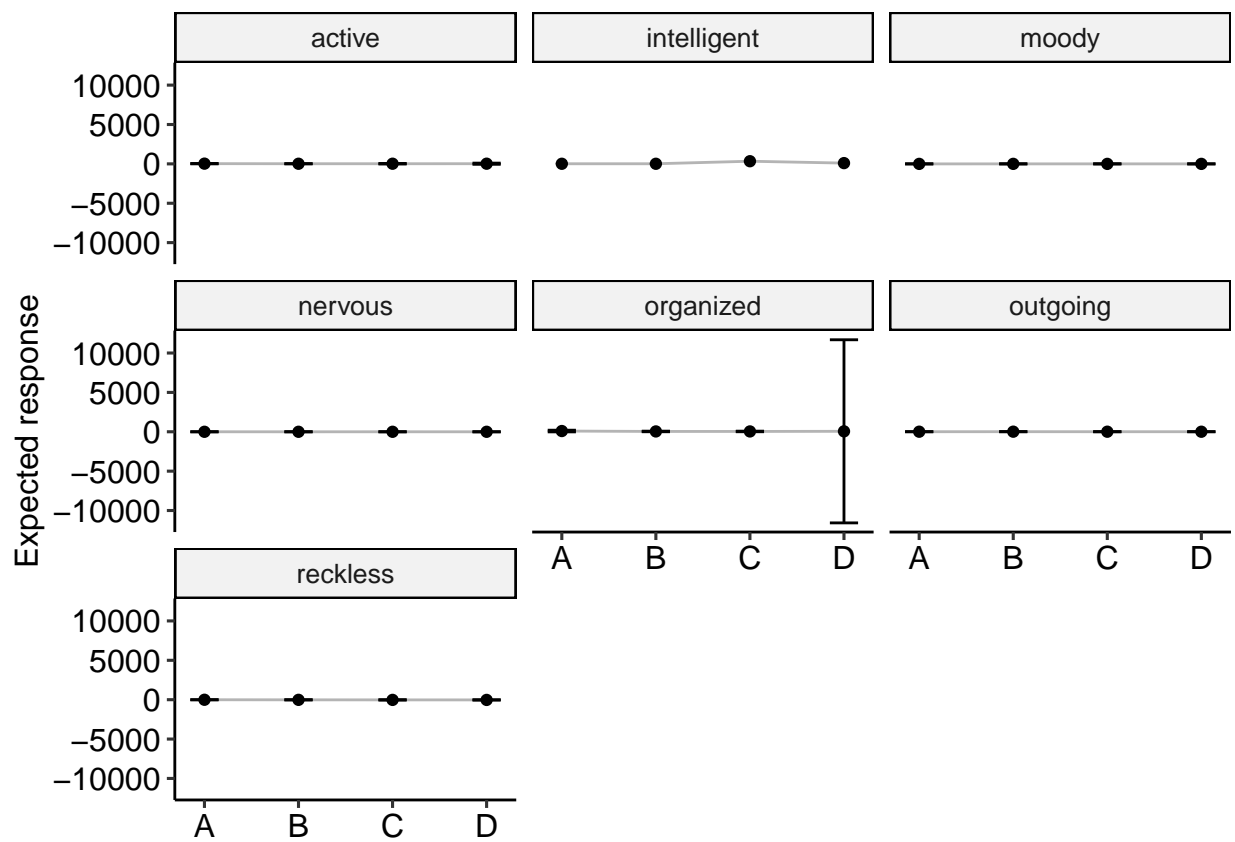 active intelligent moody
10000
5000
0
−5000
−10000
nervous organized outgoing
10000
5000
0
−5000
−10000
A B C D A B C D
reckless
10000
5000
0
−5000
−10000
A B C D
Expected response